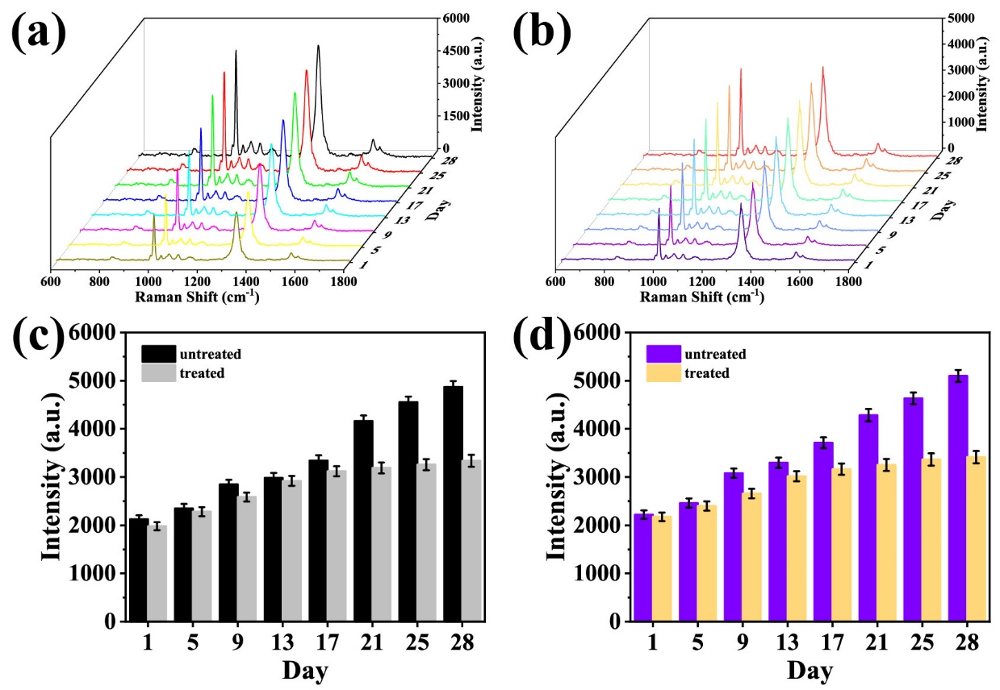 (a)
6000
4500
3000
1500
0
Intensity (a.u.)
28
25
21
17
13
9
5
1
Day
600
1000
1200
1400
1600
1800
Raman Shift (cm⁻¹)
(b)
5000
4000
3000
2000
1000
0
Intensity (a.u.)
28
25
21
17
13
9
5
1
Day
600
1000
1200
1400
1600
1800
Raman Shift (cm⁻¹)
(c)
6000
5000
4000
3000
2000
1000
0
Intensity (a.u.)
untreated
treated
1 5 9 13 17 21 25 28
Day
(d)
6000
5000
4000
3000
2000
1000
0
Intensity (a.u.)
untreated
treated
1 5 9 13 17 21 25 28
Day